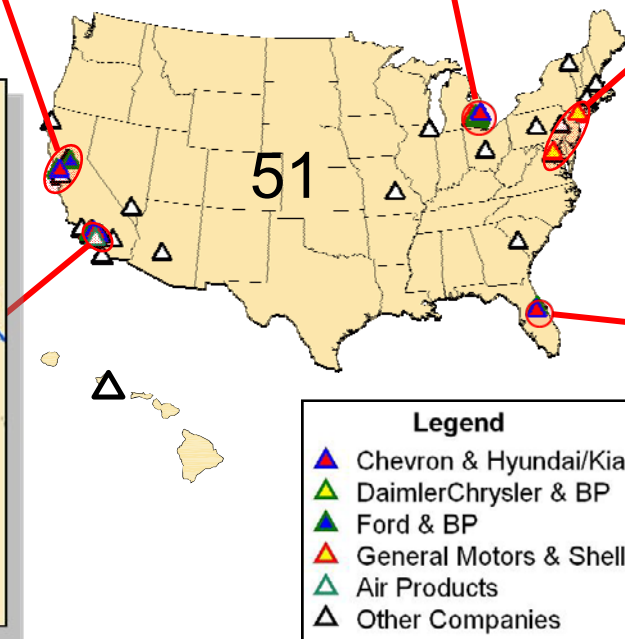 51
Legend
Chevron & Hyundai/Kia
DaimlerChrysler & BP
Ford & BP
General Motors & Shell
Air Products
Other Companies